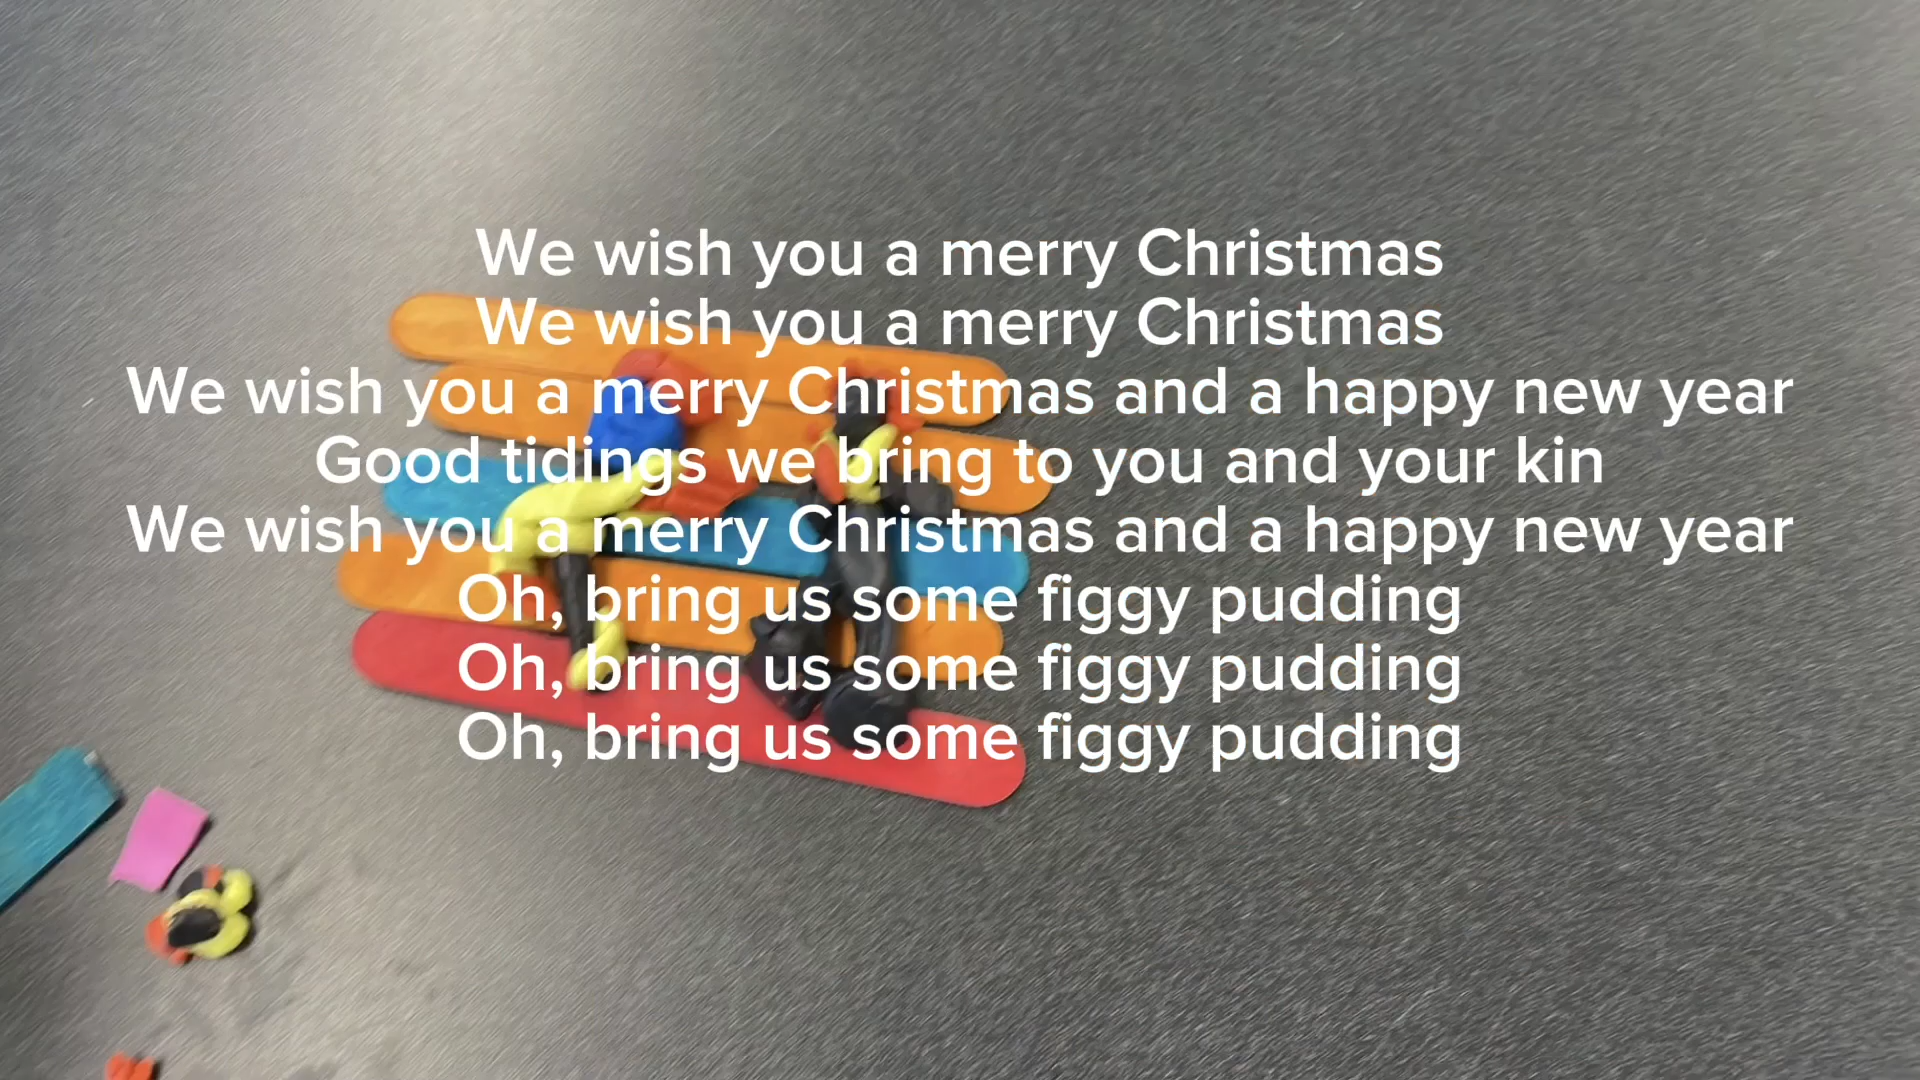 We wish you a merry Christmas
We wish you a merry Christmas
We wish you a merry Christmas and a happy new year
Good tidings we bring to you and your kin
We wish you a merry Christmas and a happy new year
Oh, bring us some figgy pudding
Oh, bring us some figgy pudding
Oh, bring us some figgy pudding